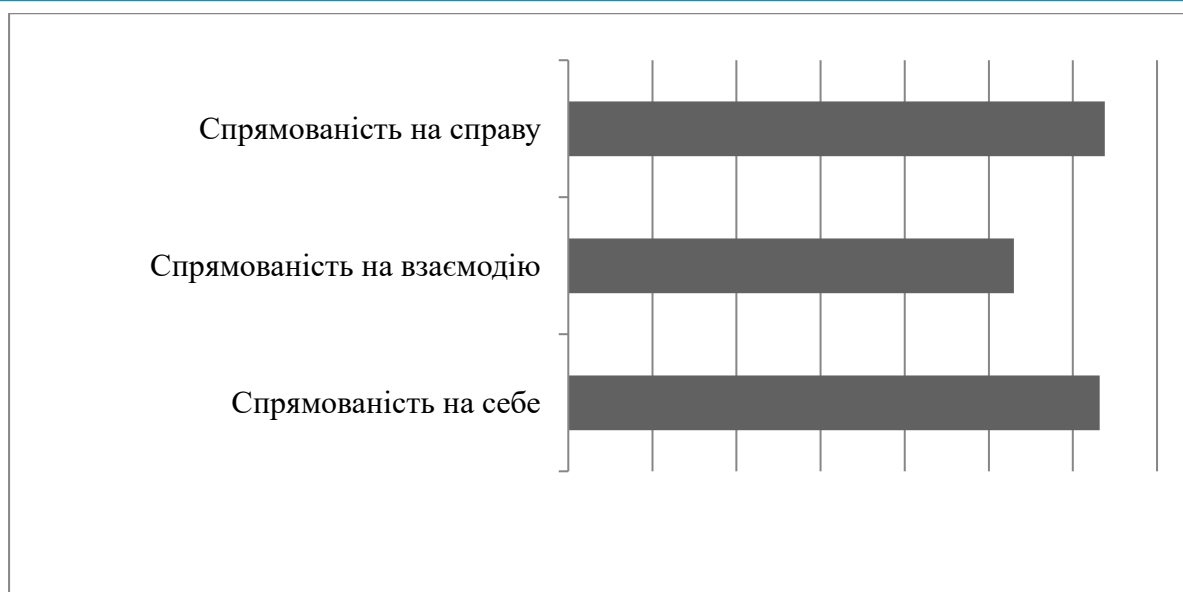 Спрямованість на справу
Спрямованість на взаємодію
Спрямованість на себе